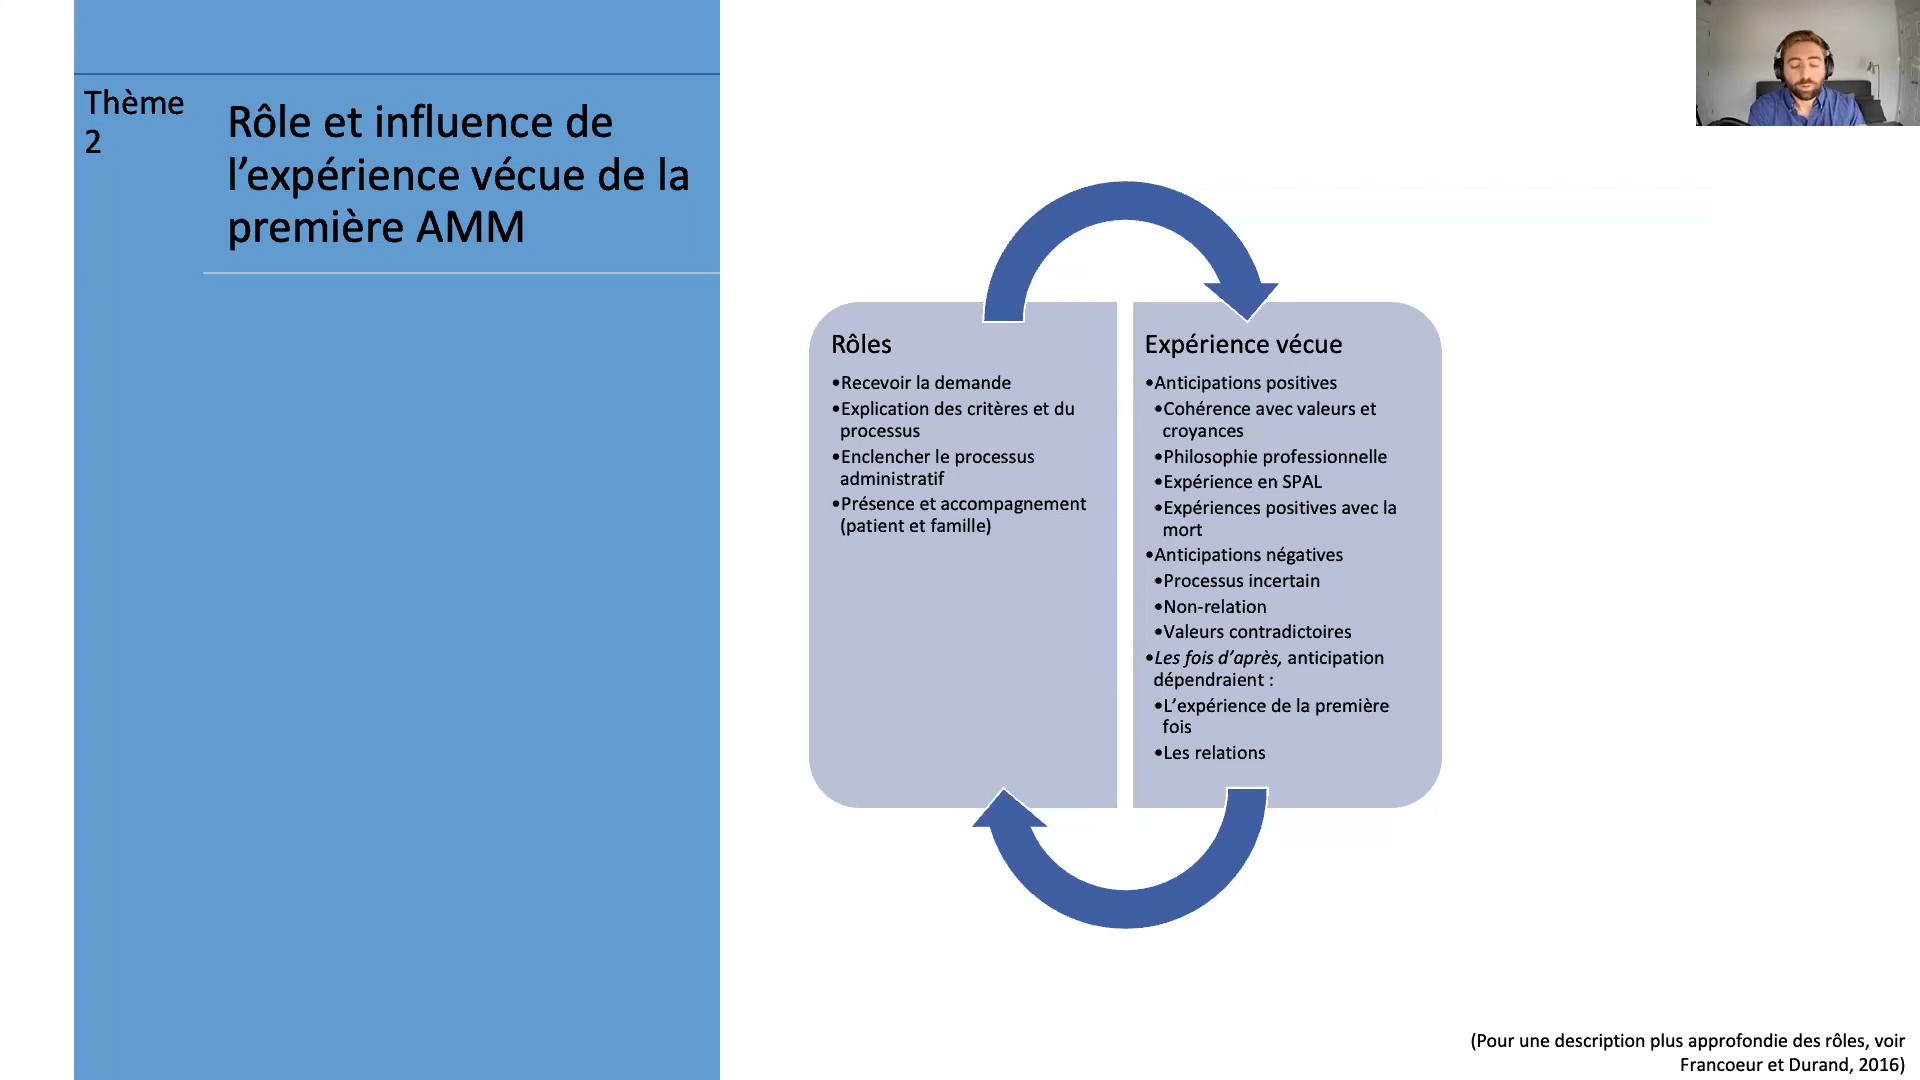 Thème
2
Rôle et influence de
l’expérience vécue de la
première AMM
Rôles
•Recevoir la demande
•Explication des critères et du
processus
•Enclencher le processus
administratif
•Présence et accompagnement
(patient et famille)
Expérience vécue
•Anticipations positives
•Cohérence avec valeurs et
croyances
•Philosophie professionnelle
•Expérience en SPAL
•Expériences positives avec la
mort
•Anticipations négatives
•Processus incertain
•Non-relation
•Valeurs contradictoires
•Les fois d’après, anticipation
dépendraient :
•L’expérience de la première
fois
•Les relations
(Pour une description plus approfondie des rôles, voir
Francoeur et Durand, 2016)